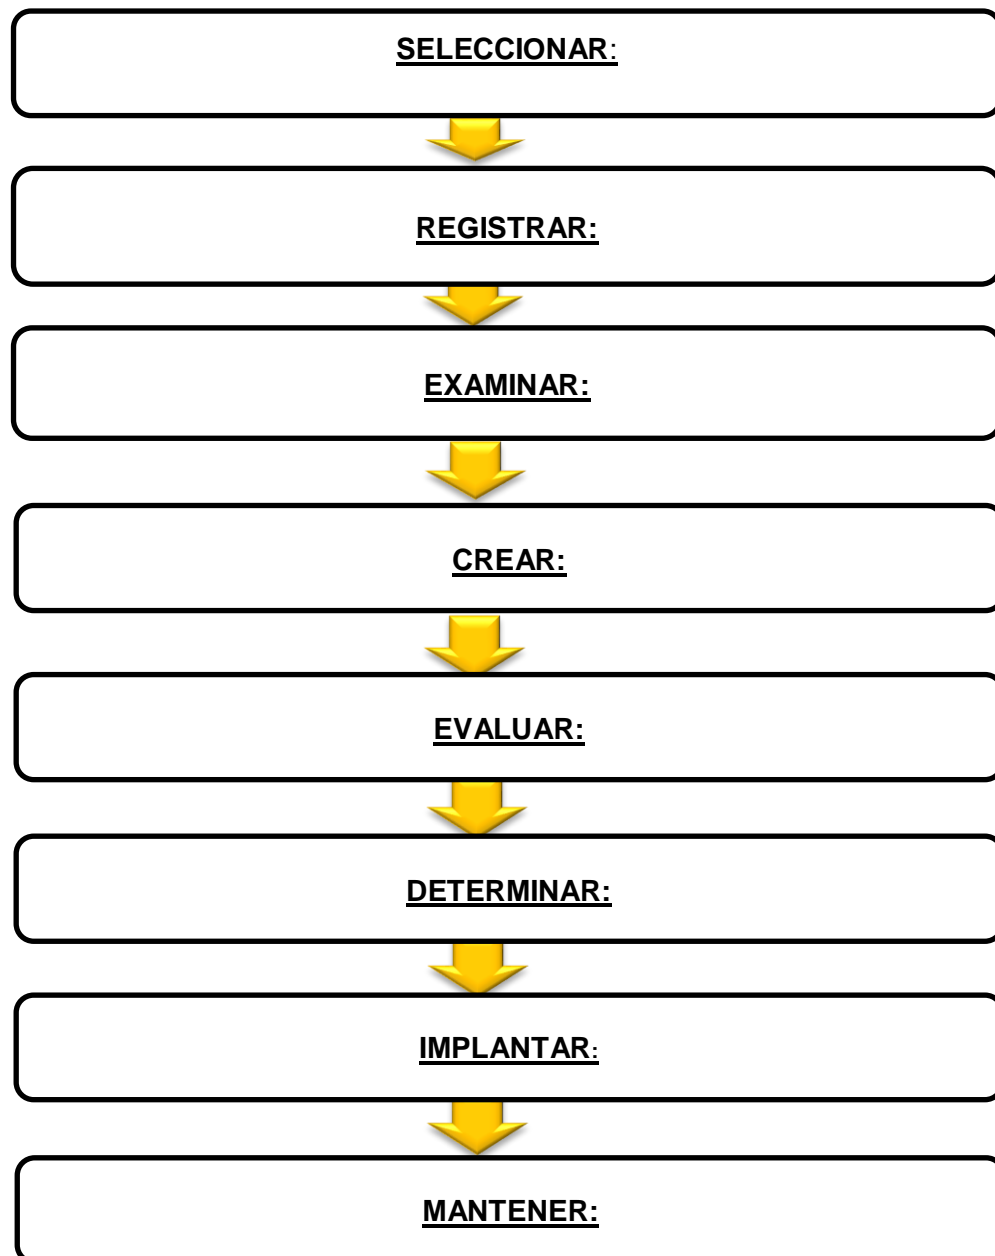 SELECCIONAR:
REGISTRAR:
EXAMINAR:
CREAR:
EVALUAR:
DETERMINAR:
IMPLANTAR:
MANTENER: